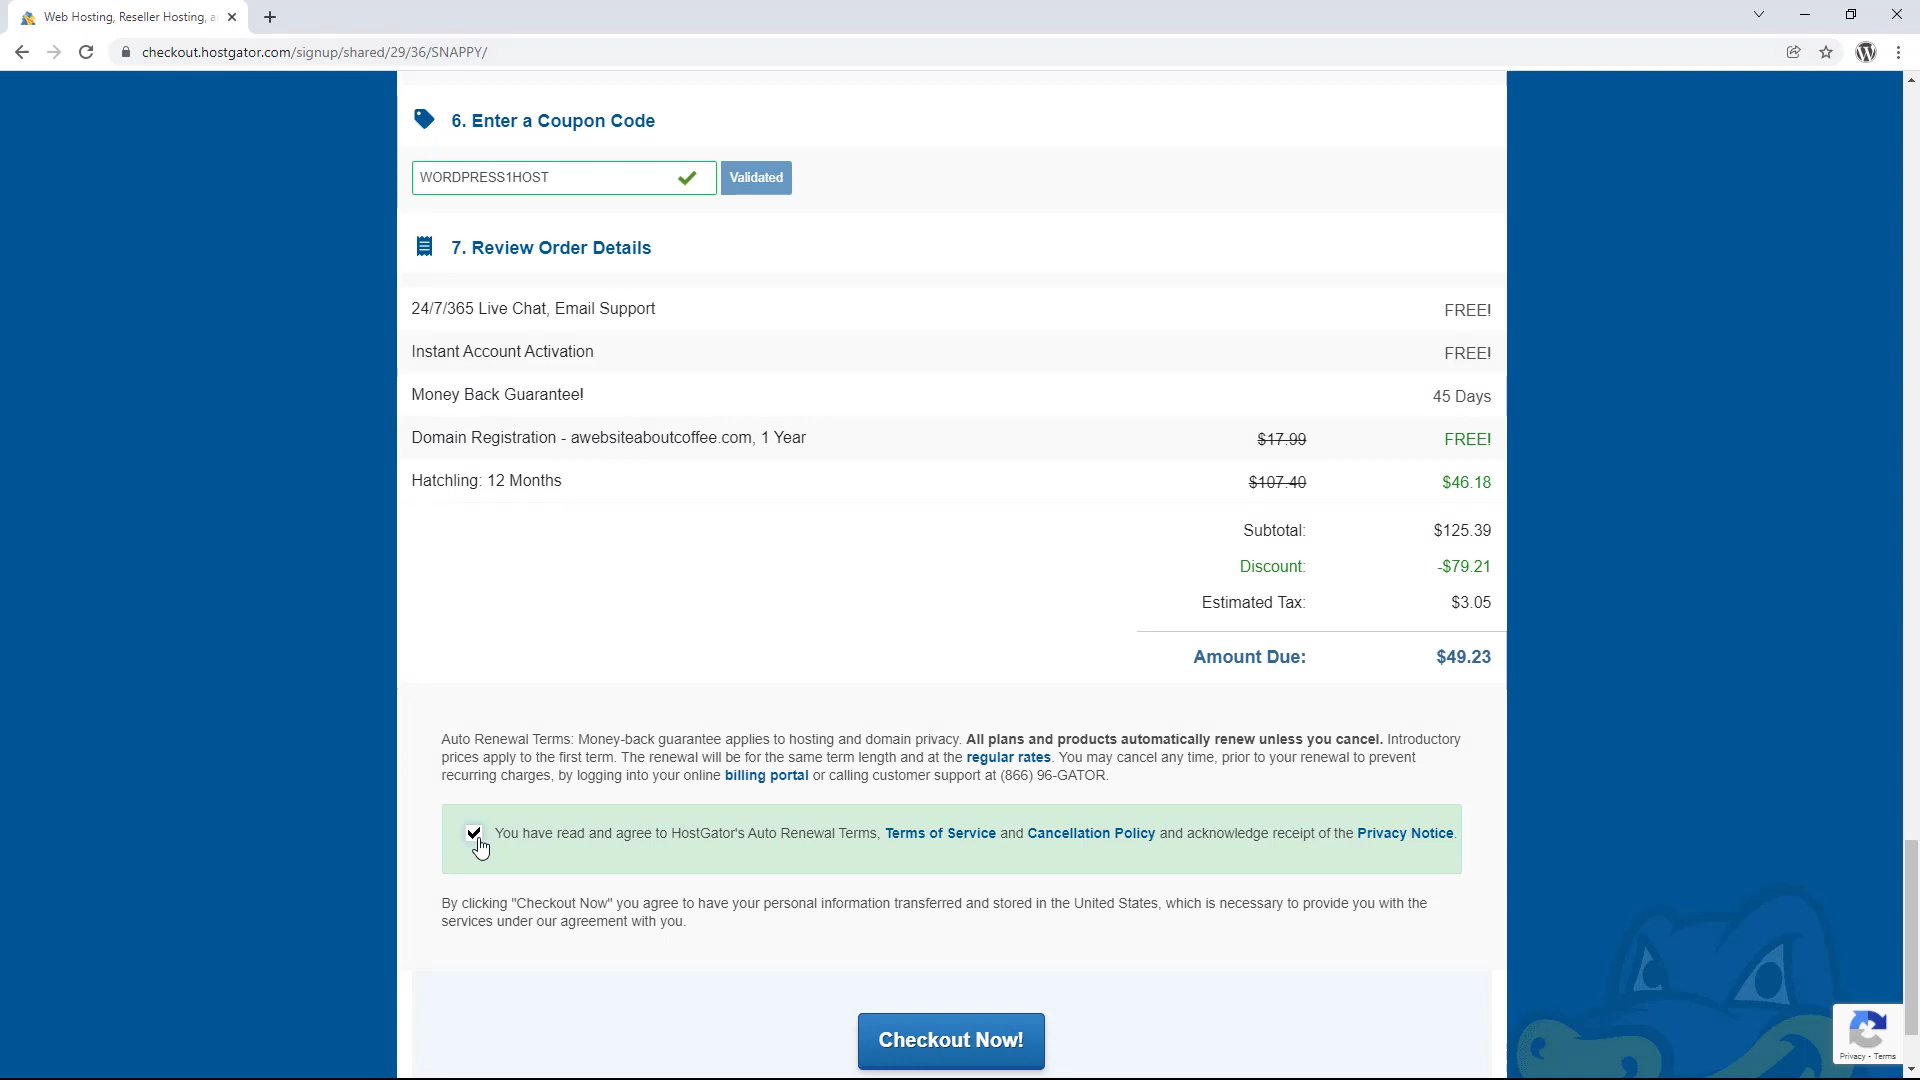 Web Hosting, Reseller Hosting, a
checkout.hostgator.com/signup/shared/29/36/SNAPPY/
6. Enter a Coupon Code
WORDPRESS1HOST
Validated
7. Review Order Details
24/7/365 Live Chat, Email Support FREE!
Instant Account Activation FREE!
Money Back Guarantee! 45 Days
Domain Registration - awebsiteaboutcoffee.com, 1 Year $17.99 FREE!
Hatchling: 12 Months $107.40 $46.18
Subtotal: $125.39
Discount: -$79.21
Estimated Tax: $3.05
Amount Due: $49.23
Auto Renewal Terms: Money-back guarantee applies to hosting and domain privacy. All plans and products automatically renew unless you cancel. Introductory
prices apply to the first term. The renewal will be for the same term length and at the regular rates. You may cancel any time, prior to your renewal to prevent
recurring charges, by logging into your online billing portal or calling customer support at (866) 96-GATOR.
You have read and agree to HostGator's Auto Renewal Terms, Terms of Service and Cancellation Policy and acknowledge receipt of the Privacy Notice.
By clicking "Checkout Now" you agree to have your personal information transferred and stored in the United States, which is necessary to provide you with the
services under our agreement with you.
Checkout Now!
Privacy - Terms